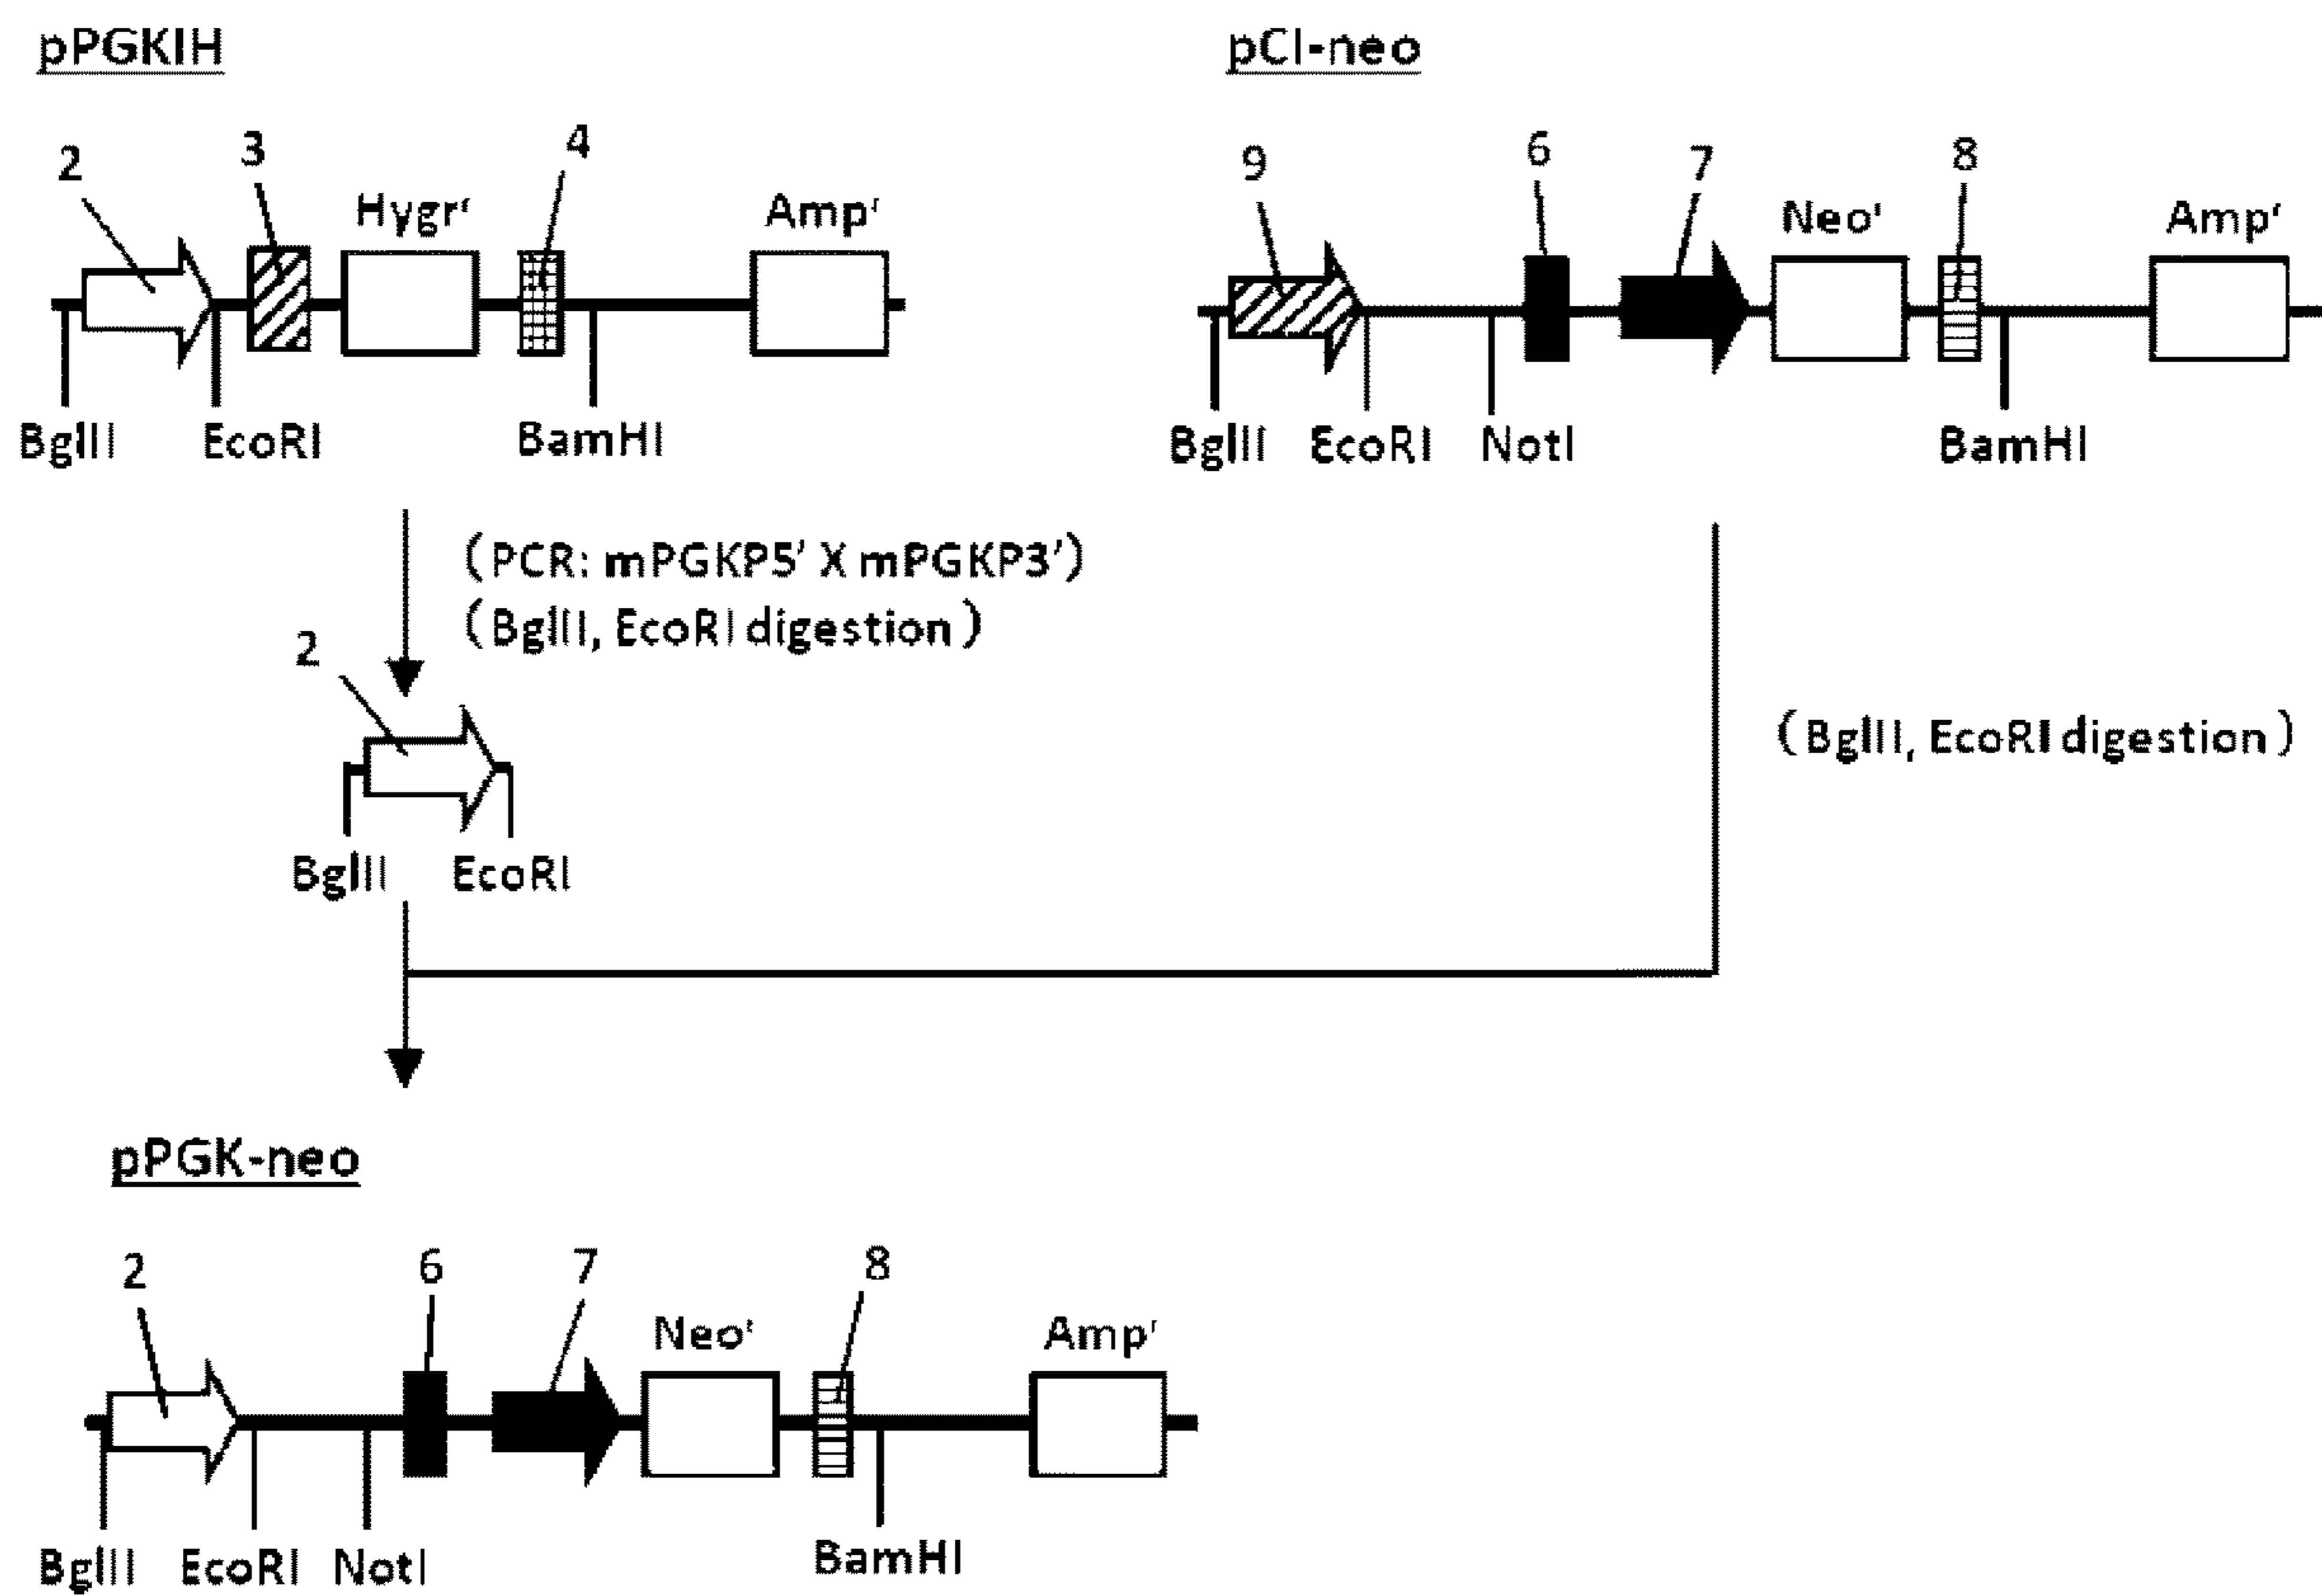 pPGKIH
pCI-neo
2 3 4
Hygrʳ Ampʳ
9 6 7 8
Neoʳ Ampʳ
BglII EcoRI BamHI
BglII EcoRI NotI BamHI
(PCR: mPGKP5' X mPGKP3')
(BglII, EcoRI digestion)
2
(BglII, EcoRI digestion)
BglII EcoRI
pPGK-neo
2 6 7 8
Neoʳ Ampʳ
BglII EcoRI NotI BamHI